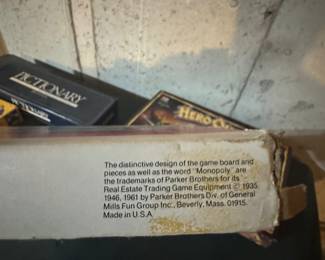 PICTIONARY
HERO
The distinctive design of the game board and
pieces as well as the word "Monopoly" are
the trademarks of Parker Brothers for its
Real Estate Trading Game Equipment © 1935,
1946, 1961 by Parker Brothers Div. of General
Mills Fun Group Inc., Beverly, Mass. 01915.
Made in U.S.A.